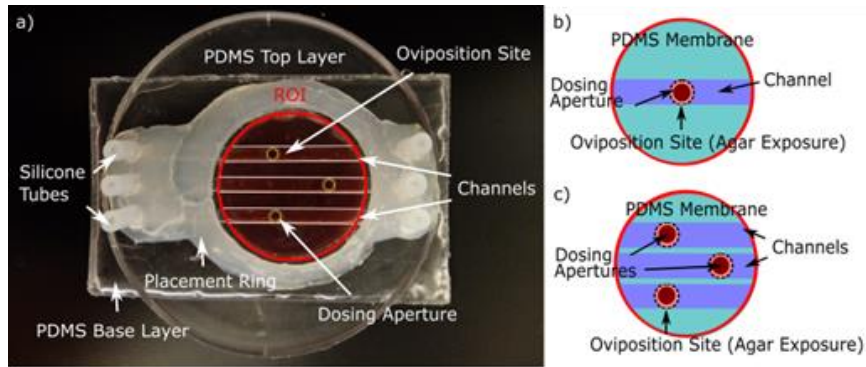 a)
PDMS Top Layer
Oviposition Site
ROI
Silicone
Tubes
Channels
Placement Ring
Dosing Aperture
PDMS Base Layer
b)
PDMS Membrane
Dosing
Aperture
Channel
Oviposition Site (Agar Exposure)
c)
PDMS Membrane
Dosing
Apertures
Channels
Oviposition Site (Agar Exposure)